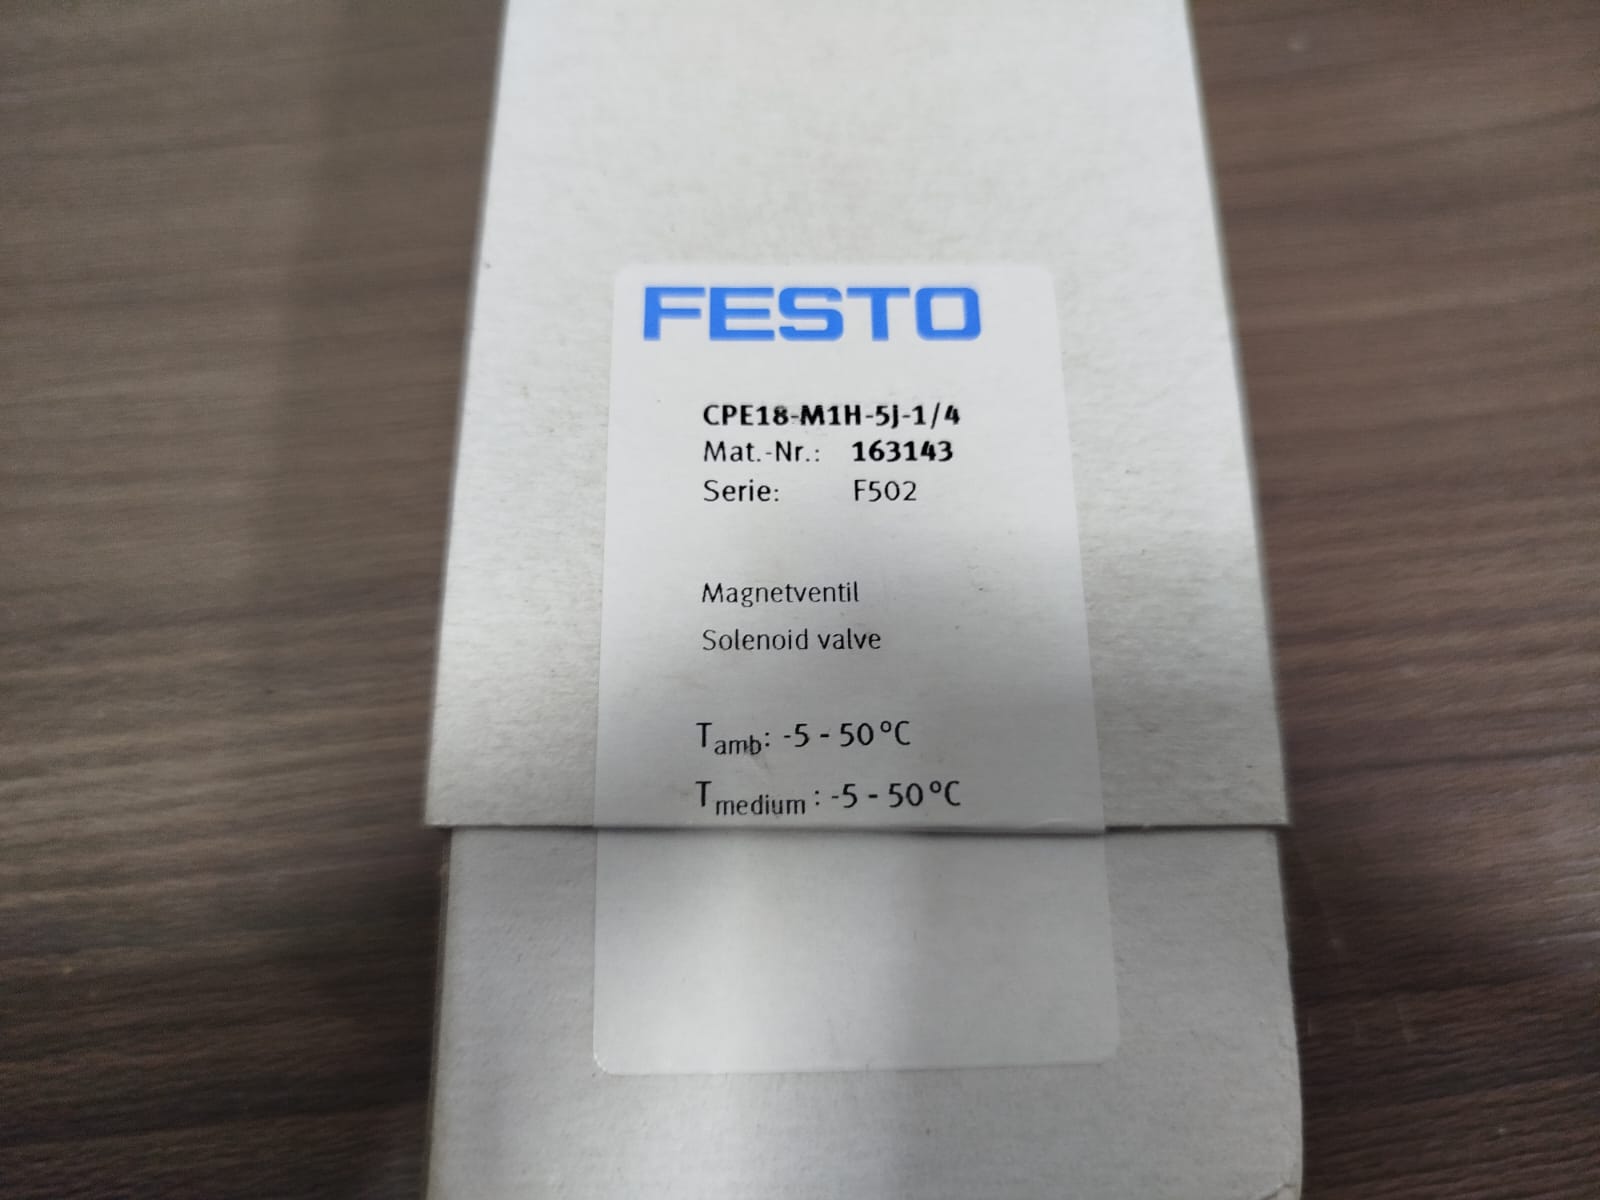 FESTO
CPE18-M1H-5J-1/4
Mat.-Nr.: 163143
Serie: F502
Magnetventil
Solenoid valve
Tamb: -5 - 50°C
Tmedium : -5 - 50°C